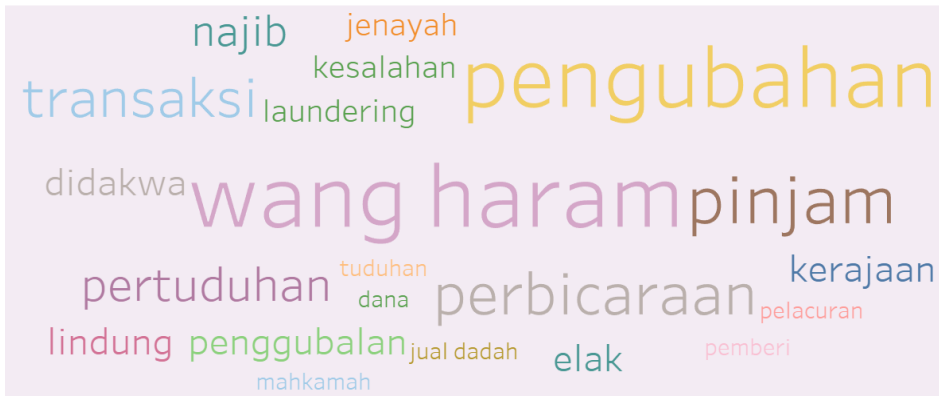 najib
jenayah
kesalahan
pengubahan
transaksi
laundering
didakwa
wang haram
pinjam
pertuduhan
tuduhan
dana
perbicaraan
kerajaan
pelacuran
lindung
penggubalan
jual dadah
elak
pemberi
mahkamah